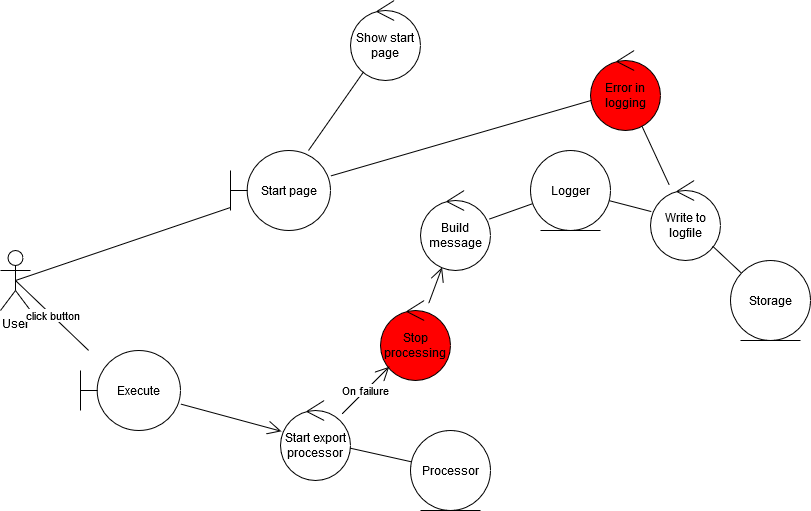 Show start
page
Error in
logging
Start page
Logger
Build
message
Write to
logfile
Storage
User
click button
Stop
processing
Execute
On failure
Start export
processor
Processor